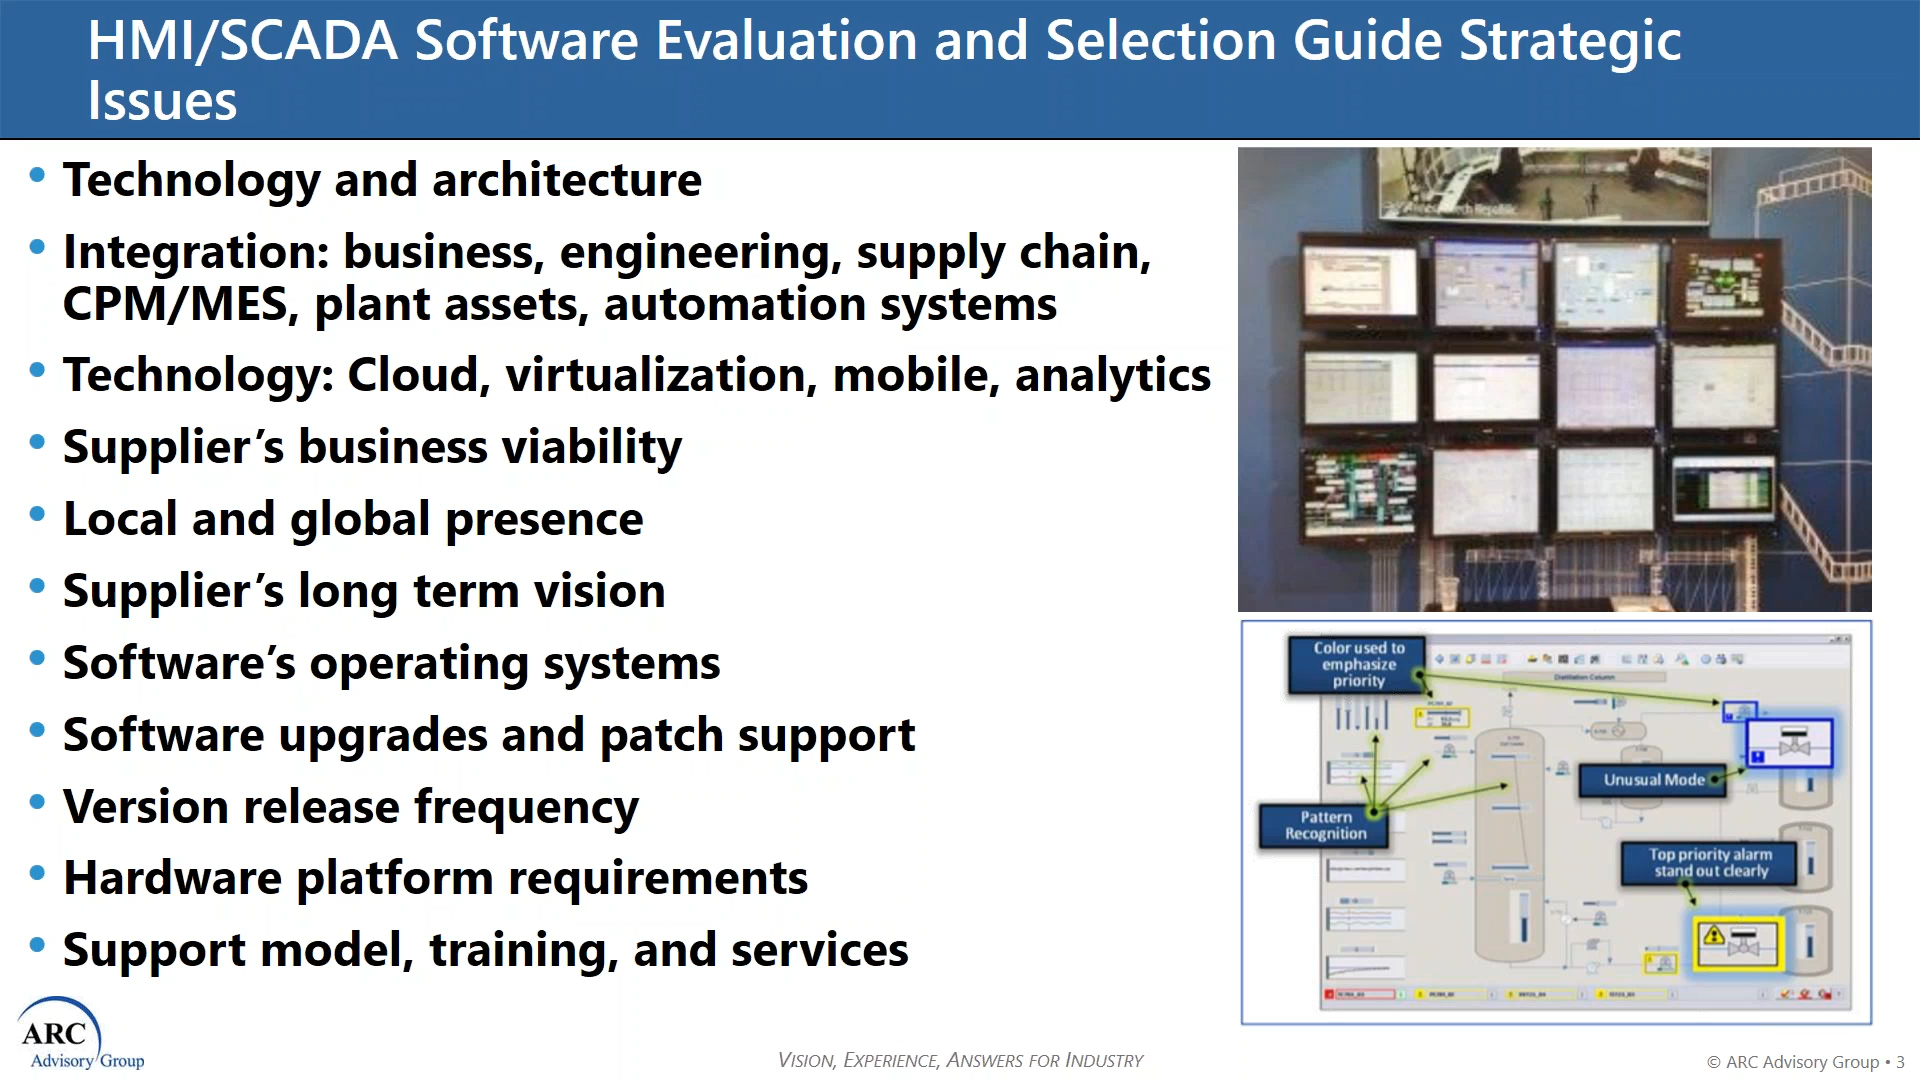 HMI/SCADA Software Evaluation and Selection Guide Strategic
Issues
• Technology and architecture
• Integration: business, engineering, supply chain,
CPM/MES, plant assets, automation systems
• Technology: Cloud, virtualization, mobile, analytics
• Supplier’s business viability
• Local and global presence
• Supplier’s long term vision
• Software’s operating systems
• Software upgrades and patch support
• Version release frequency
• Hardware platform requirements
• Support model, training, and services
Color used to
emphasize
priority
Distillation Column
Unusual Mode
Pattern
Recognition
Top priority alarm
stand out clearly
ARC
Advisory Group
VISION, EXPERIENCE, ANSWERS FOR INDUSTRY
© ARC Advisory Group • 3